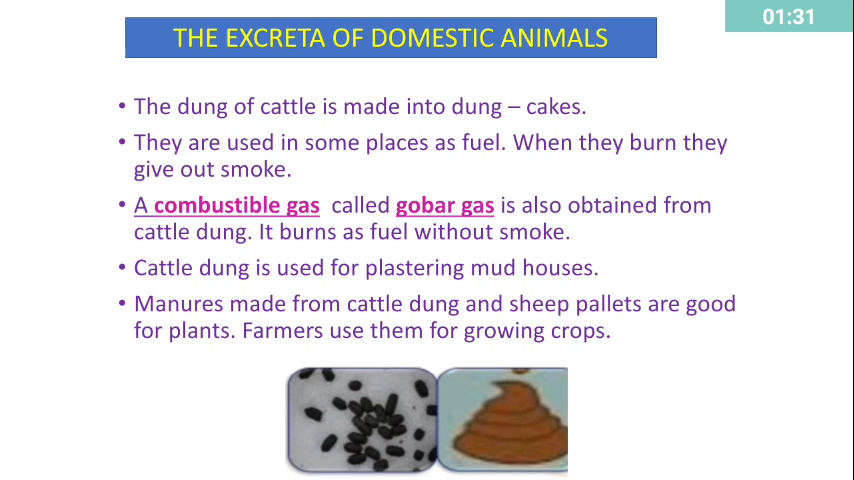 01:31
THE EXCRETA OF DOMESTIC ANIMALS
• The dung of cattle is made into dung – cakes.
• They are used in some places as fuel. When they burn they
give out smoke.
• A combustible gas called gobar gas is also obtained from
cattle dung. It burns as fuel without smoke.
• Cattle dung is used for plastering mud houses.
• Manures made from cattle dung and sheep pallets are good
for plants. Farmers use them for growing crops.